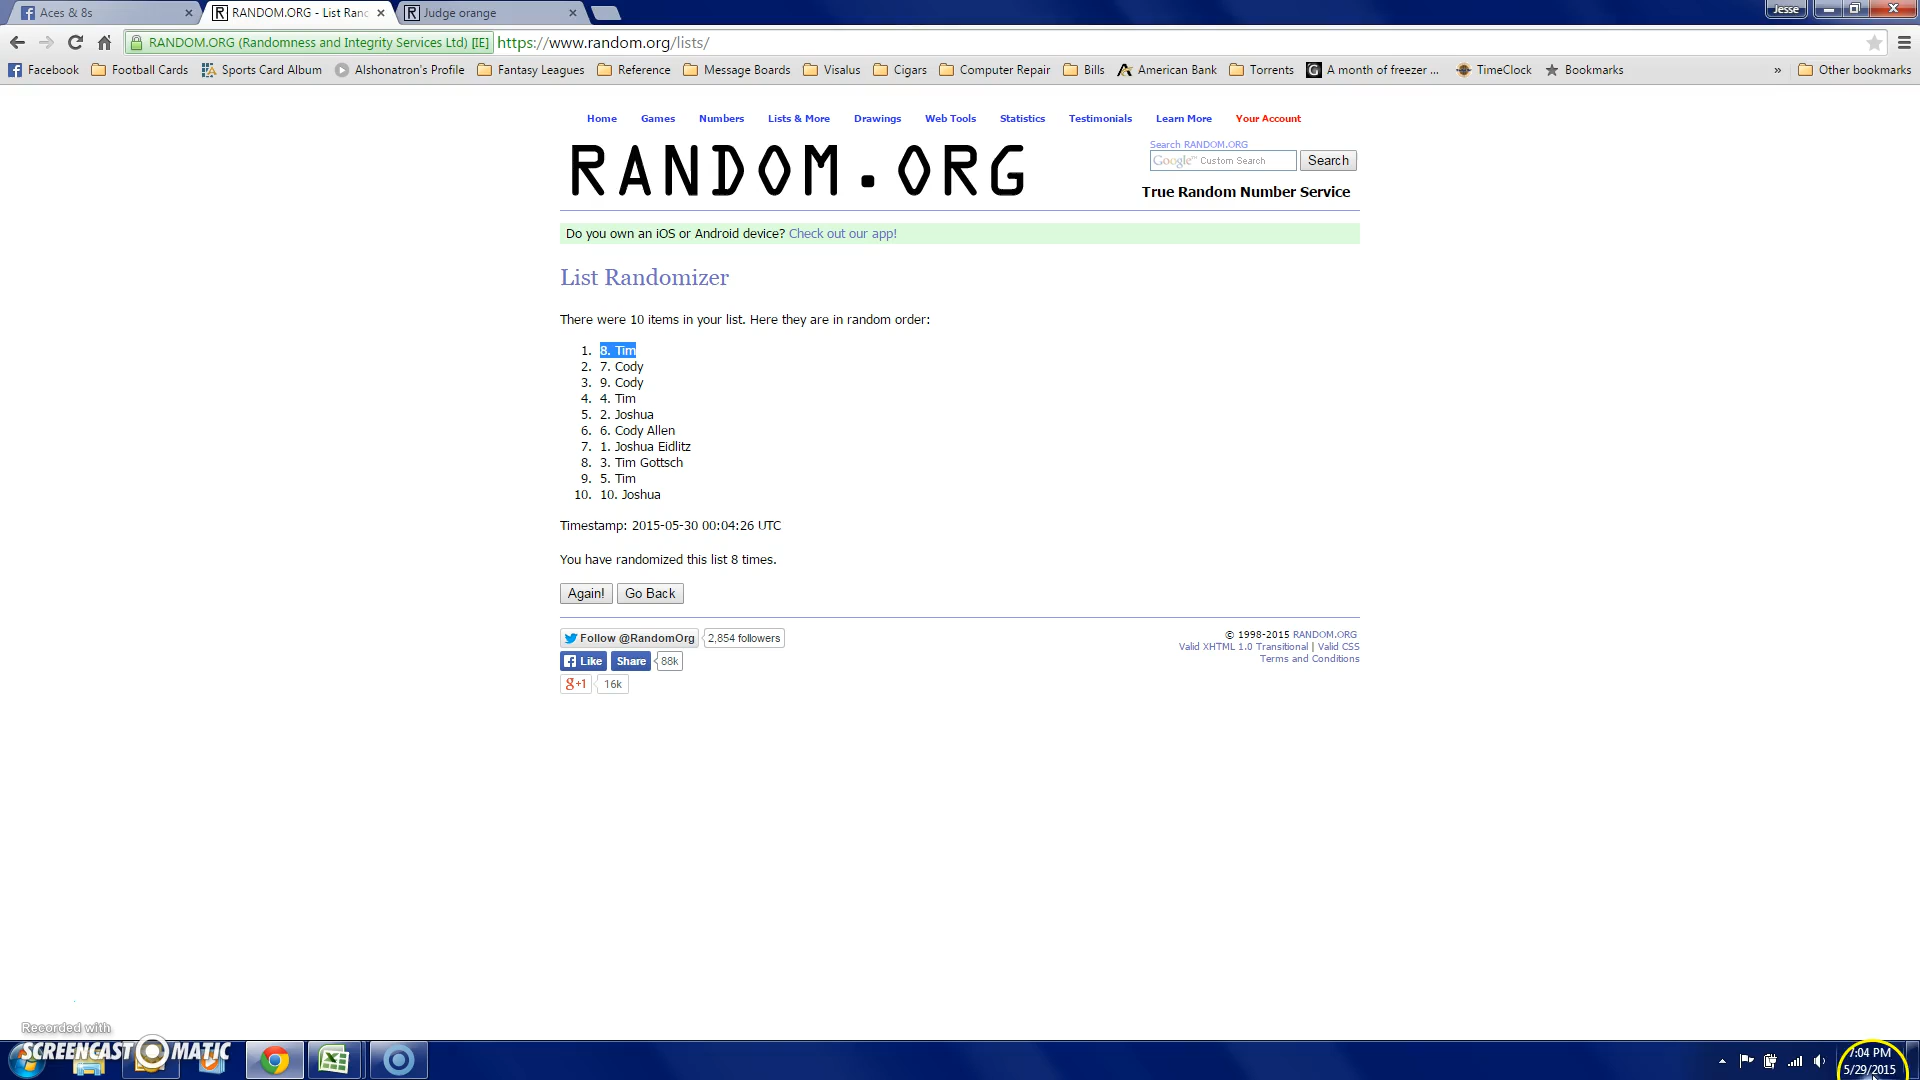 Aces & 8s
RANDOM.ORG - List Ranc
Judge orange
Jesse
RANDOM.ORG (Randomness and Integrity Services Ltd) [IE]
https://www.random.org/lists/
Facebook Football Cards Sports Card Album Alshonatron's Profile Fantasy Leagues Reference Message Boards Visalus Cigars Computer Repair Bills American Bank Torrents A month of freezer ... TimeClock Bookmarks » Other bookmarks
Home Games Numbers Lists & More Drawings Web Tools Statistics Testimonials Learn More Your Account
RANDOM.ORG
Search RANDOM.ORG
Google™ Custom Search Search
True Random Number Service
Do you own an iOS or Android device? Check out our app!
List Randomizer
There were 10 items in your list. Here they are in random order:
1. 8. Tim
2. 7. Cody
3. 9. Cody
4. 4. Tim
5. 2. Joshua
6. 6. Cody Allen
7. 1. Joshua Eidlitz
8. 3. Tim Gottsch
9. 5. Tim
10. 10. Joshua
Timestamp: 2015-05-30 00:04:26 UTC
You have randomized this list 8 times.
Again! Go Back
Follow @RandomOrg 2,854 followers
Like Share 88k
g+1 16k
© 1998-2015 RANDOM.ORG
Valid XHTML 1.0 Transitional | Valid CSS
Terms and Conditions
Recorded with
SCREENCAST MATIC
7:04 PM
5/29/2015